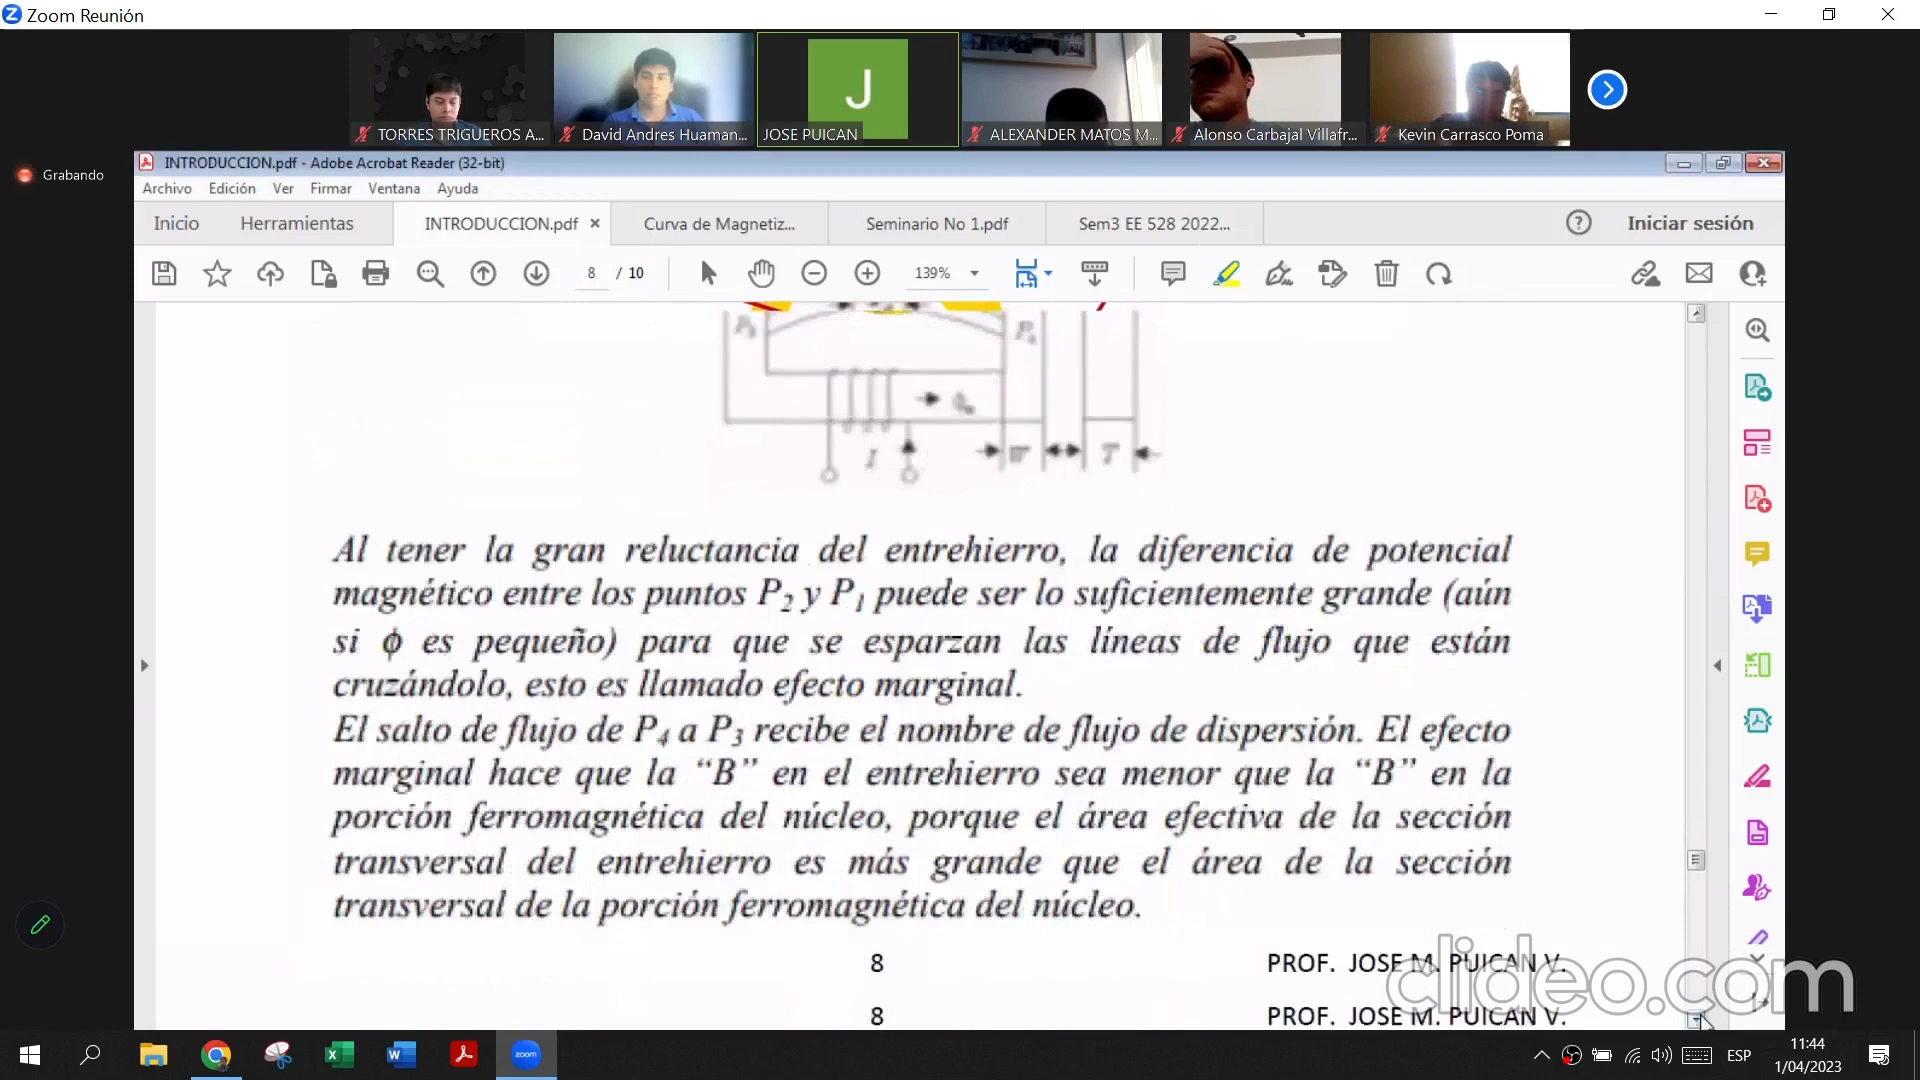 Zoom Reunión
TORRES TRIGUEROS A...
David Andres Huaman...
J
JOSE PUICAN
ALEXANDER MATOS M...
Alonso Carbajal Villafr...
Kevin Carrasco Poma
Grabando
INTRODUCCION.pdf - Adobe Acrobat Reader (32-bit)
Archivo Edición Ver Firmar Ventana Ayuda
Inicio Herramientas INTRODUCCION.pdf Curva de Magnetiz... Seminario No 1.pdf Sem3 EE 528 2022... Iniciar sesión
8 / 10 139%
P₃ P₄
I W T
Al tener la gran reluctancia del entrehierro, la diferencia de potencial
magnético entre los puntos P₂ y P₁ puede ser lo suficientemente grande (aún
si ϕ es pequeño) para que se esparzan las líneas de flujo que están
cruzándolo, esto es llamado efecto marginal.
El salto de flujo de P₄ a P₃ recibe el nombre de flujo de dispersión. El efecto
marginal hace que la “B” en el entrehierro sea menor que la “B” en la
porción ferromagnética del núcleo, porque el área efectiva de la sección
transversal del entrehierro es más grande que el área de la sección
transversal de la porción ferromagnética del núcleo.
8 PROF. JOSE M. PUICAN V.
8 PROF. JOSE M. PUICAN V.
clideo.com
zoom
ESP
11:44
1/04/2023